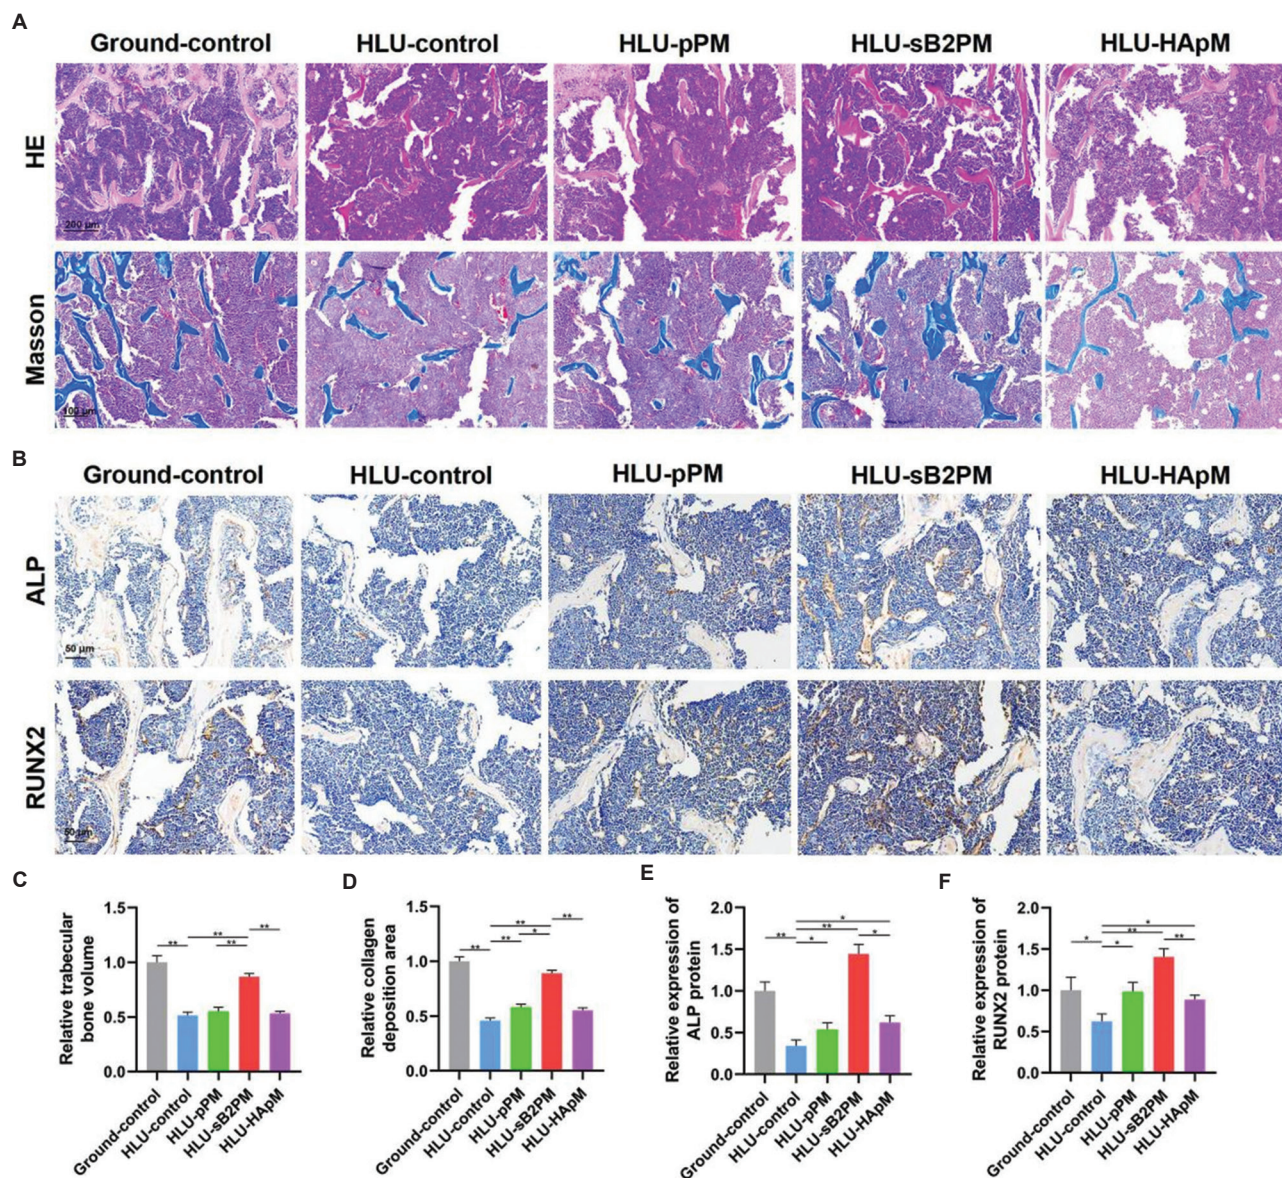 A
Ground-control HLU-control HLU-pPM HLU-sB2PM HLU-HApM
HE
200 μm
Masson
100 μm
B
Ground-control HLU-control HLU-pPM HLU-sB2PM HLU-HApM
ALP
50 μm
RUNX2
50 μm
C
Relative trabecular
bone volume
1.5
1.0
0.5
0.0
** ** ** **
Ground-control
HLU-control
HLU-pPM
HLU-sB2PM
HLU-HApM
D
Relative collagen
deposition area
1.5
1.0
0.5
0.0
** ** ** * **
Ground-control
HLU-control
HLU-pPM
HLU-sB2PM
HLU-HApM
E
Relative expression of
ALP protein
2.0
1.5
1.0
0.5
0.0
** * ** * *
Ground-control
HLU-control
HLU-pPM
HLU-sB2PM
HLU-HApM
F
Relative expression of
RUNX2 protein
2.0
1.5
1.0
0.5
0.0
* * ** * **
Ground-control
HLU-control
HLU-pPM
HLU-sB2PM
HLU-HApM